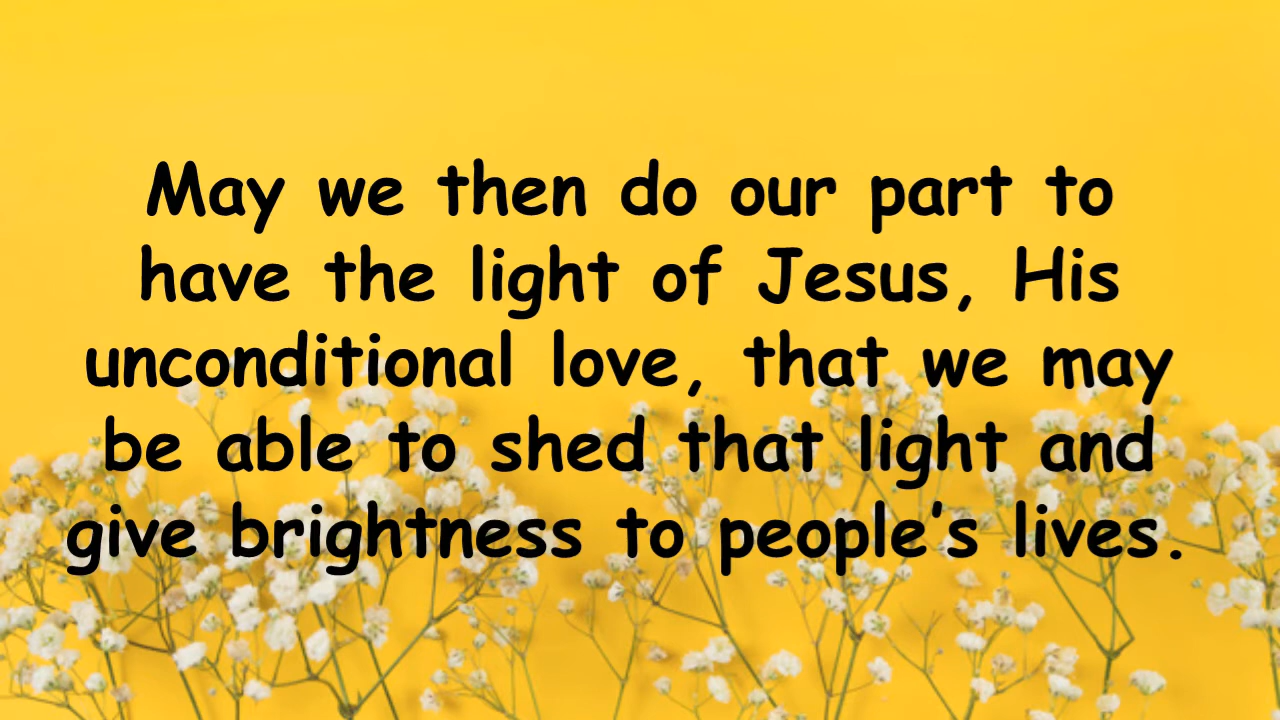 May we then do our part to
have the light of Jesus, His
unconditional love, that we may
be able to shed that light and
give brightness to people’s lives.